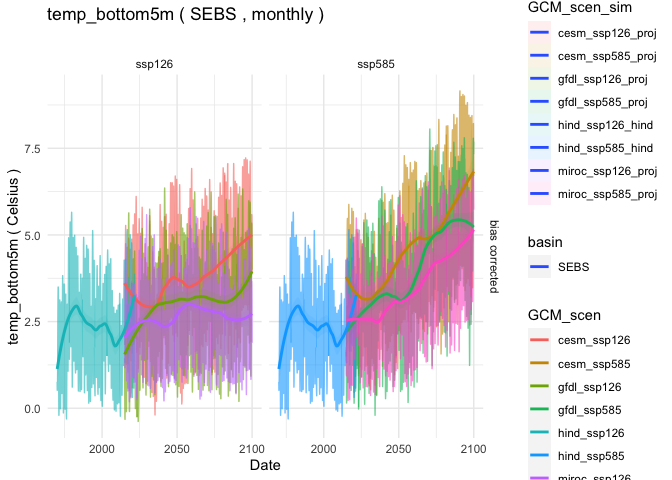 temp_bottom5m ( SEBS , monthly )
ssp126
ssp585
temp_bottom5m ( Celsius )
7.5
5.0
2.5
0.0
2000
2050
2100
2000
2050
2100
Date
bias corrected
GCM_scen_sim
cesm_ssp126_proj
cesm_ssp585_proj
gfdl_ssp126_proj
gfdl_ssp585_proj
hind_ssp126_hind
hind_ssp585_hind
miroc_ssp126_proj
miroc_ssp585_proj
basin
SEBS
GCM_scen
cesm_ssp126
cesm_ssp585
gfdl_ssp126
gfdl_ssp585
hind_ssp126
hind_ssp585
miroc_ssp126